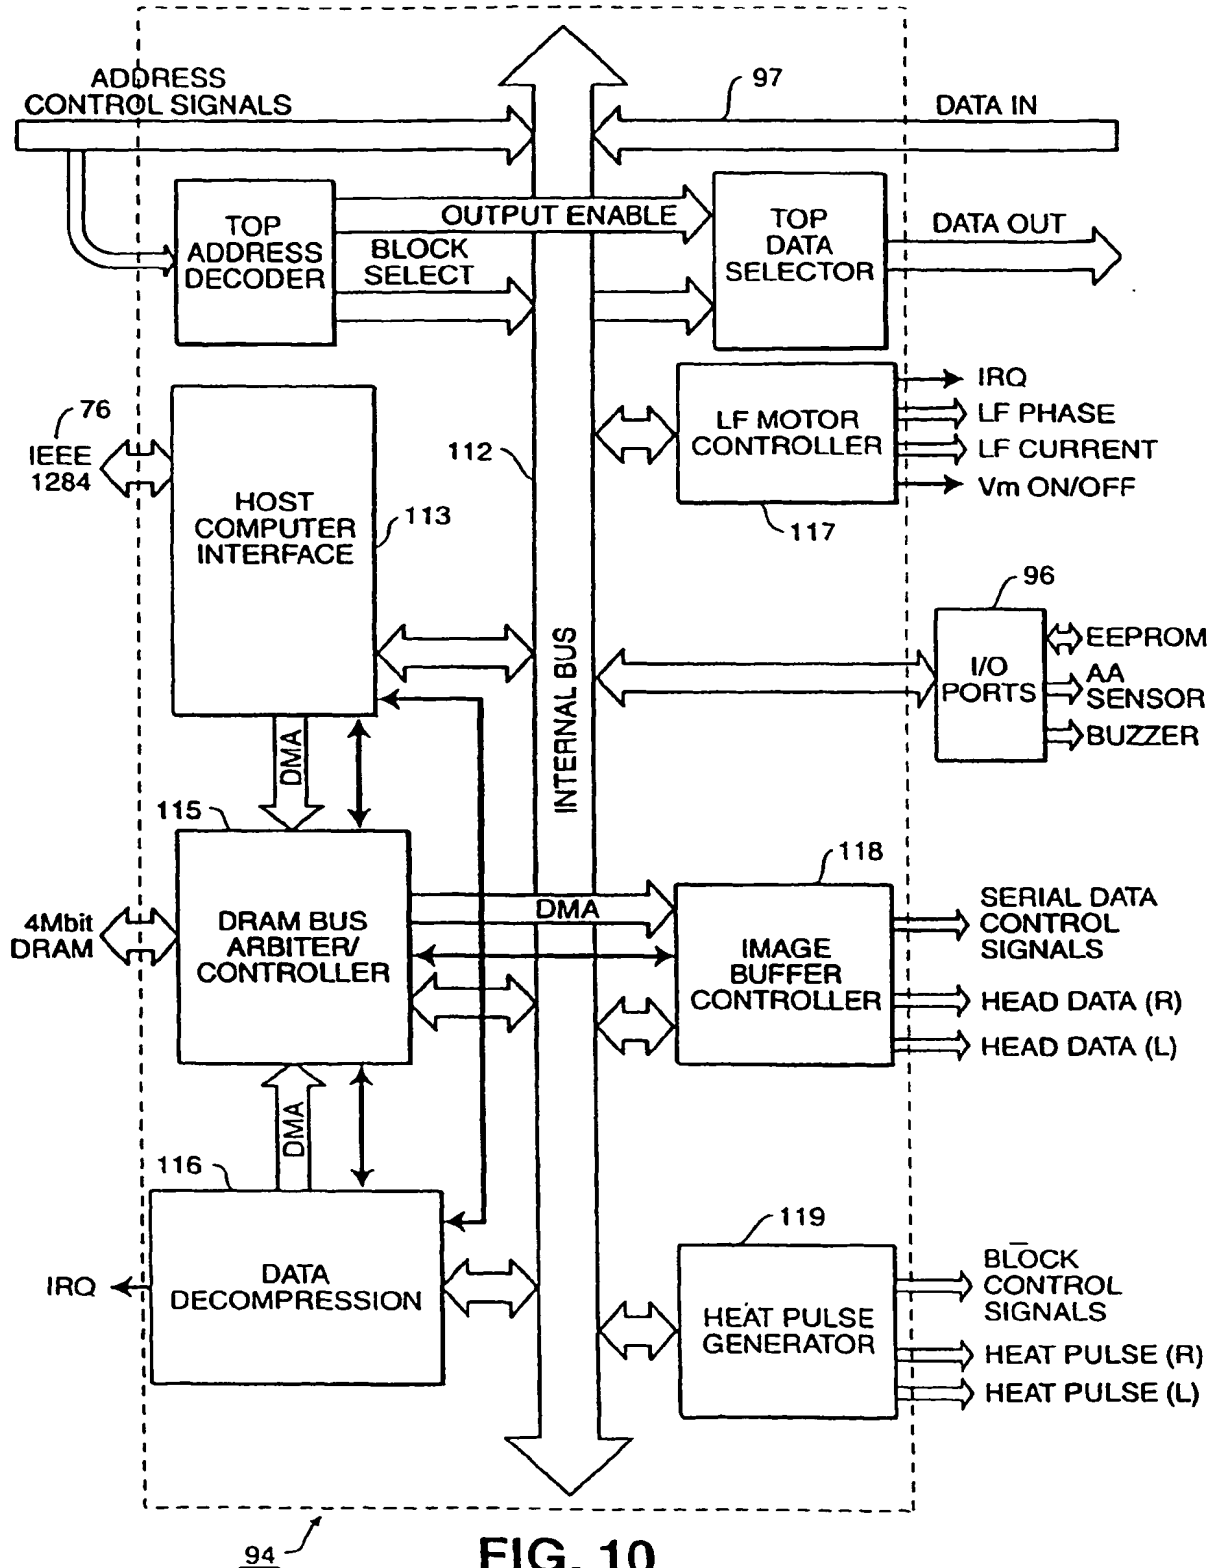 ADDRESS
CONTROL SIGNALS
97
DATA IN
TOP
ADDRESS
DECODER
OUTPUT ENABLE
BLOCK
SELECT
TOP
DATA
SELECTOR
DATA OUT
76
IEEE
1284
HOST
COMPUTER
INTERFACE
113
112
LF MOTOR
CONTROLLER
117
IRQ
LF PHASE
LF CURRENT
Vm ON/OFF
96
I/O
PORTS
EEPROM
AA
SENSOR
BUZZER
INTERNAL BUS
DMA
115
4Mbit
DRAM
DRAM BUS
ARBITER/
CONTROLLER
DMA
118
IMAGE
BUFFER
CONTROLLER
SERIAL DATA
CONTROL
SIGNALS
HEAD DATA (R)
HEAD DATA (L)
DMA
116
IRQ
DATA
DECOMPRESSION
119
HEAT PULSE
GENERATOR
BLOCK
CONTROL
SIGNALS
HEAT PULSE (R)
HEAT PULSE (L)
94
FIG. 10